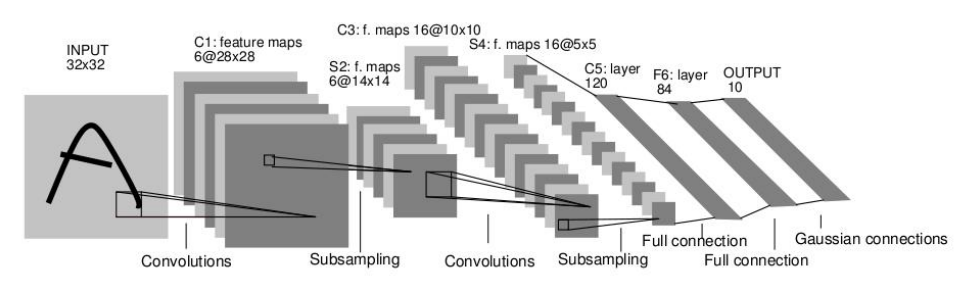 INPUT
32x32
C1: feature maps
6@28x28
S2: f. maps
6@14x14
C3: f. maps 16@10x10
S4: f. maps 16@5x5
C5: layer
120
F6: layer
84
OUTPUT
10
A
Convolutions
Subsampling
Convolutions
Subsampling
Full connection
Full connection
Gaussian connections